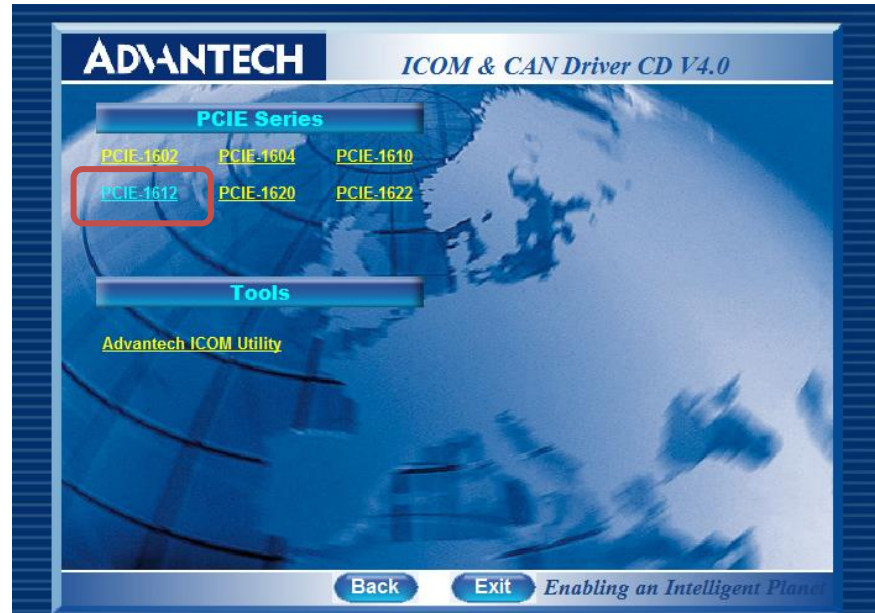 ADVANTECH
ICOM & CAN Driver CD V4.0
PCIE Series
PCIE-1602 PCIE-1604 PCIE-1610
PCIE-1612 PCIE-1620 PCIE-1622
Tools
Advantech ICOM Utility
Back Exit Enabling an Intelligent Planet